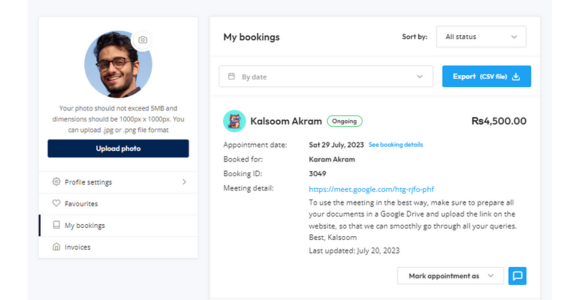 Your photo should not exceed 5MB and
dimensions should be 1000px x 1000px. You
can upload .jpg or .png file format
Upload photo
Profile settings
Favourites
My bookings
Invoices
My bookings
Sort by:
All status
By date
Export (CSV file)
Kalsoom Akram
Ongoing
Rs4,500.00
Appointment date: Sat 29 July, 2023 See booking details
Booked for: Karam Akram
Booking ID: 3049
Meeting detail: https://meet.google.com/htg-rjfo-phf
To use the meeting in the best way, make sure to prepare all
your documents in a Google Drive and upload the link on the
website, so that we can smoothly go through all your queries.
Best, Kalsoom
Last updated: July 20, 2023
Mark appointment as